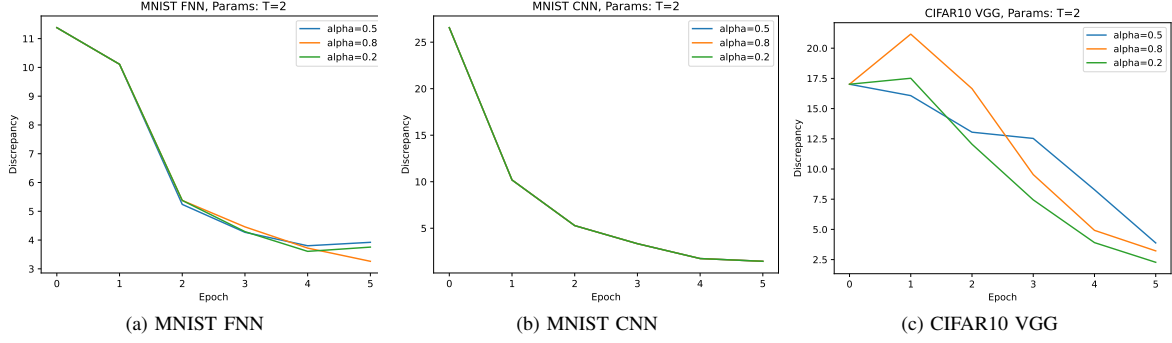 MNIST FNN, Params: T=2
alpha=0.5
alpha=0.8
alpha=0.2
Discrepancy
11
10
9
8
7
6
5
4
3
0 1 2 3 4 5
Epoch
(a) MNIST FNN
MNIST CNN, Params: T=2
alpha=0.5
alpha=0.8
alpha=0.2
Discrepancy
25
20
15
10
5
0 1 2 3 4 5
Epoch
(b) MNIST CNN
CIFAR10 VGG, Params: T=2
alpha=0.5
alpha=0.8
alpha=0.2
Discrepancy
20.0
17.5
15.0
12.5
10.0
7.5
5.0
2.5
0 1 2 3 4 5
Epoch
(c) CIFAR10 VGG